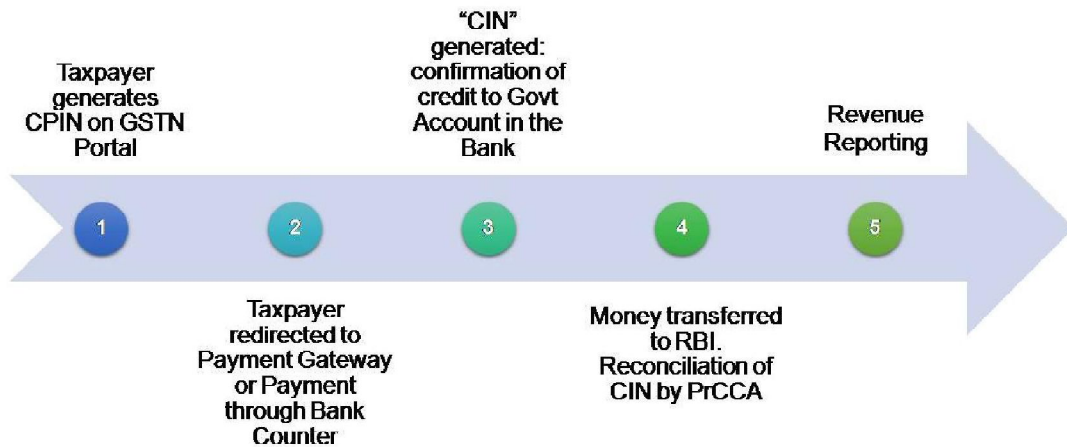 Taxpayer
generates
CPIN on GSTN
Portal
1
Taxpayer
redirected to
Payment Gateway
or Payment
through Bank
Counter
2
“CIN”
generated:
confirmation of
credit to Govt
Account in the
Bank
3
Money transferred
to RBI.
Reconciliation of
CIN by PrCCA
4
Revenue
Reporting
5